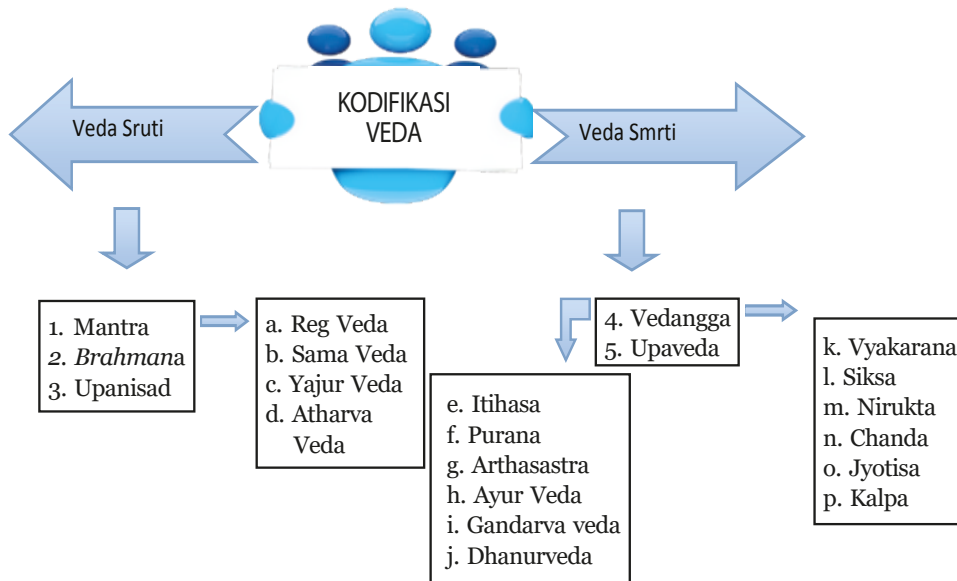 KODIFIKASI
VEDA
Veda Sruti
Veda Smrti
1. Mantra
2. Brahmana
3. Upanisad
a. Reg Veda
b. Sama Veda
c. Yajur Veda
d. Atharva
Veda
4. Vedangga
5. Upaveda
e. Itihasa
f. Purana
g. Arthasastra
h. Ayur Veda
i. Gandarva veda
j. Dhanurveda
k. Vyakarana
l. Siksa
m. Nirukta
n. Chanda
o. Jyotisa
p. Kalpa